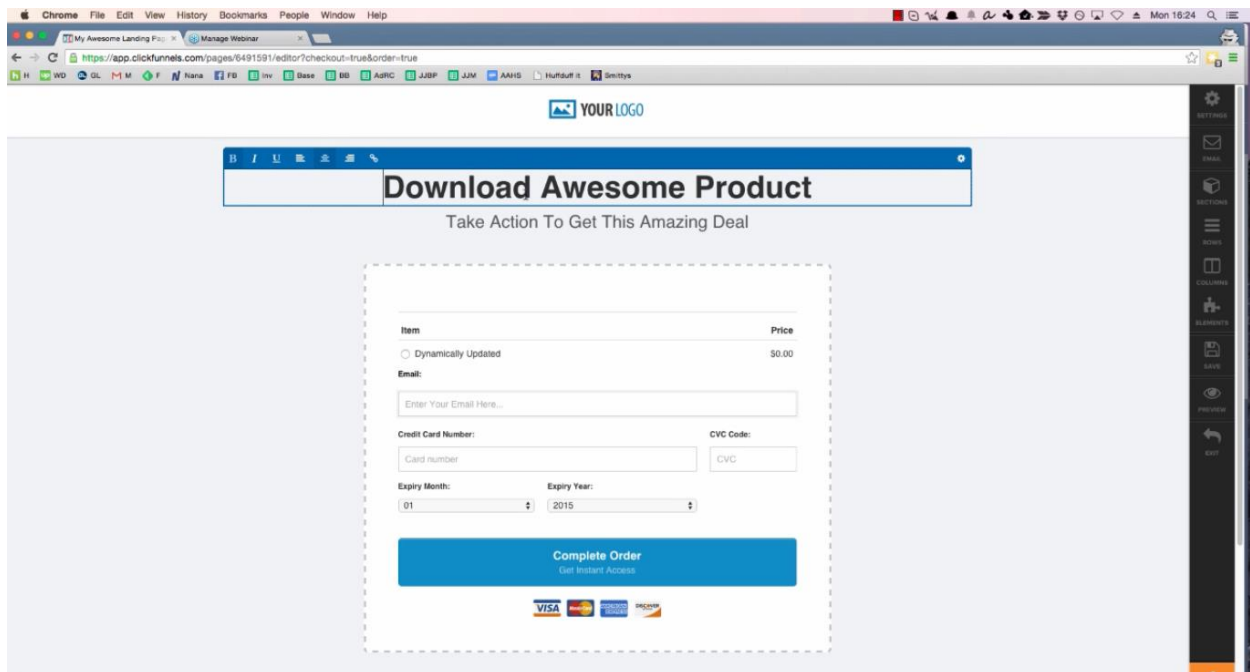 Chrome File Edit View History Bookmarks People Window Help
Mon 16:24
My Awesome Landing Pag
Manage Webinar
https://app.clickfunnels.com/pages/6491591/editor?checkout=true&order=true
H WD GL M M F Nana FB Inv Base BB AdRC JJBP JJM AAHS Huffduff it Smittys
YOUR LOGO
SETTINGS
EMAIL
SECTIONS
ROWS
COLUMNS
ELEMENTS
SAVE
PREVIEW
EXIT
B I U
Download Awesome Product
Take Action To Get This Amazing Deal
Item Price
Dynamically Updated $0.00
Email:
Enter Your Email Here...
Credit Card Number: CVC Code:
Card number CVC
Expiry Month: Expiry Year:
01 2015
Complete Order
Get Instant Access
VISA MasterCard DISCOVER